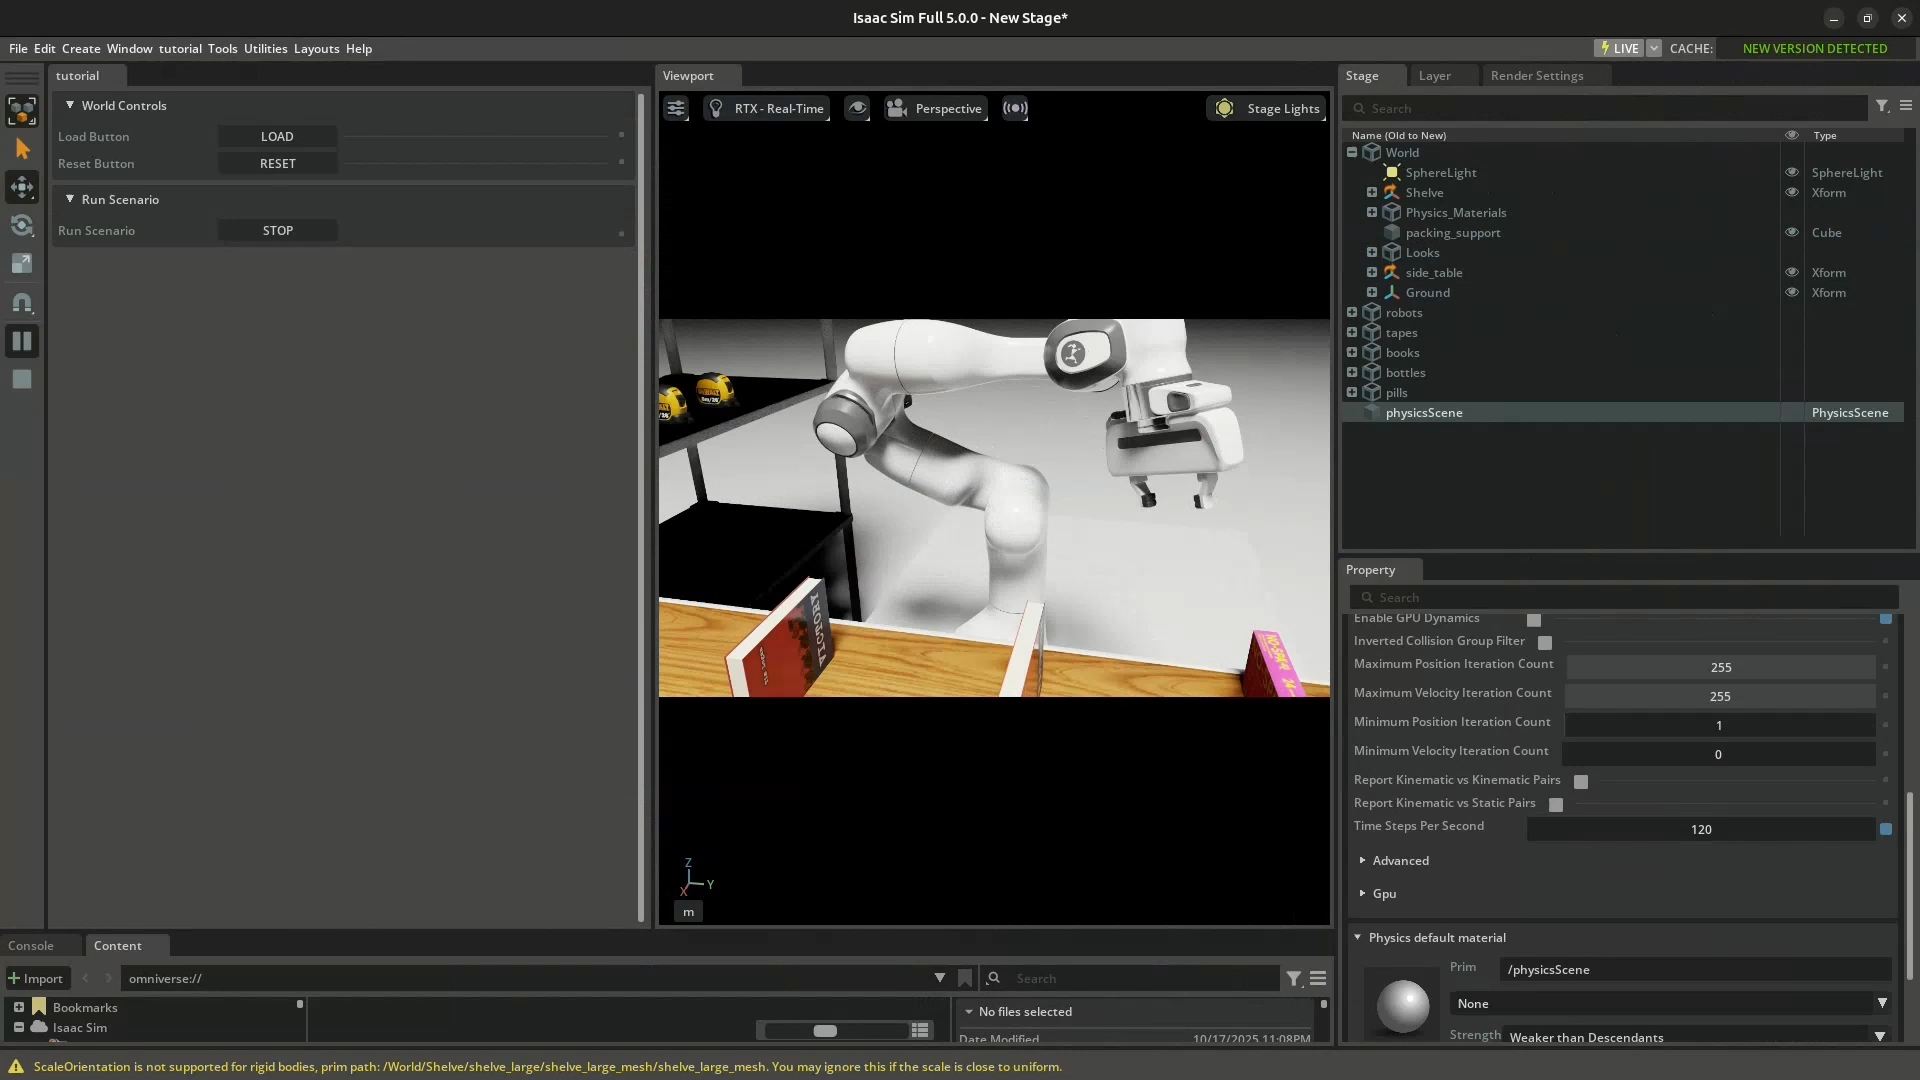 Isaac Sim Full 5.0.0 - New Stage*
File Edit Create Window tutorial Tools Utilities Layouts Help
LIVE CACHE: NEW VERSION DETECTED
tutorial
World Controls
Load Button LOAD
Reset Button RESET
Run Scenario
Run Scenario STOP
Viewport
RTX - Real-Time Perspective Stage Lights
VICTORY
Z
X Y
m
Stage Layer Render Settings
Search
Name (Old to New) Type
World
SphereLight SphereLight
Shelve Xform
Physics_Materials
packing_support Cube
Looks
side_table Xform
Ground Xform
robots
tapes
books
bottles
pills
physicsScene PhysicsScene
Property
Search
Enable GPU Dynamics
Inverted Collision Group Filter
Maximum Position Iteration Count 255
Maximum Velocity Iteration Count 255
Minimum Position Iteration Count 1
Minimum Velocity Iteration Count 0
Report Kinematic vs Kinematic Pairs
Report Kinematic vs Static Pairs
Time Steps Per Second 120
Advanced
Gpu
Physics default material
Prim /physicsScene
None
Strength Weaker than Descendants
Console Content
Import omniverse:// Search
Bookmarks
Isaac Sim
No files selected
Date Modified 10/17/2025 11:08PM
ScaleOrientation is not supported for rigid bodies, prim path: /World/Shelve/shelve_large/shelve_large_mesh/shelve_large_mesh. You may ignore this if the scale is close to uniform.